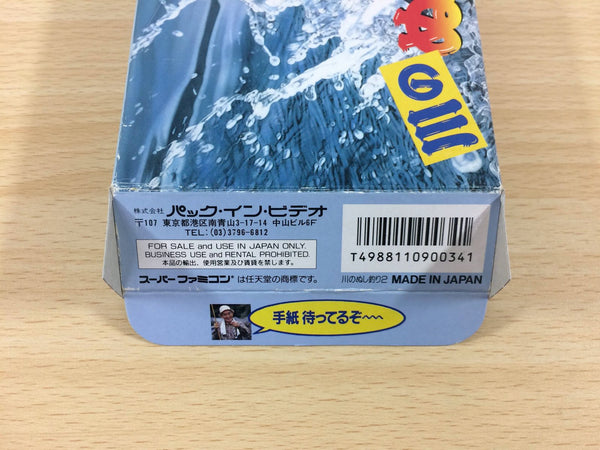 川の
株式会社 パック・イン・ビデオ
〒107 東京都港区南青山3-17-14 中山ビル6F
TEL:(03)3796-6812
FOR SALE and USE IN JAPAN ONLY.
BUSINESS USE and RENTAL PROHIBITED.
本品の輸出、使用営業及び賃貸を禁じます。
スーパーファミコン®は任天堂の商標です。
T4988110900341
川のぬし釣り2 MADE IN JAPAN
手紙 待ってるぞ〜〜